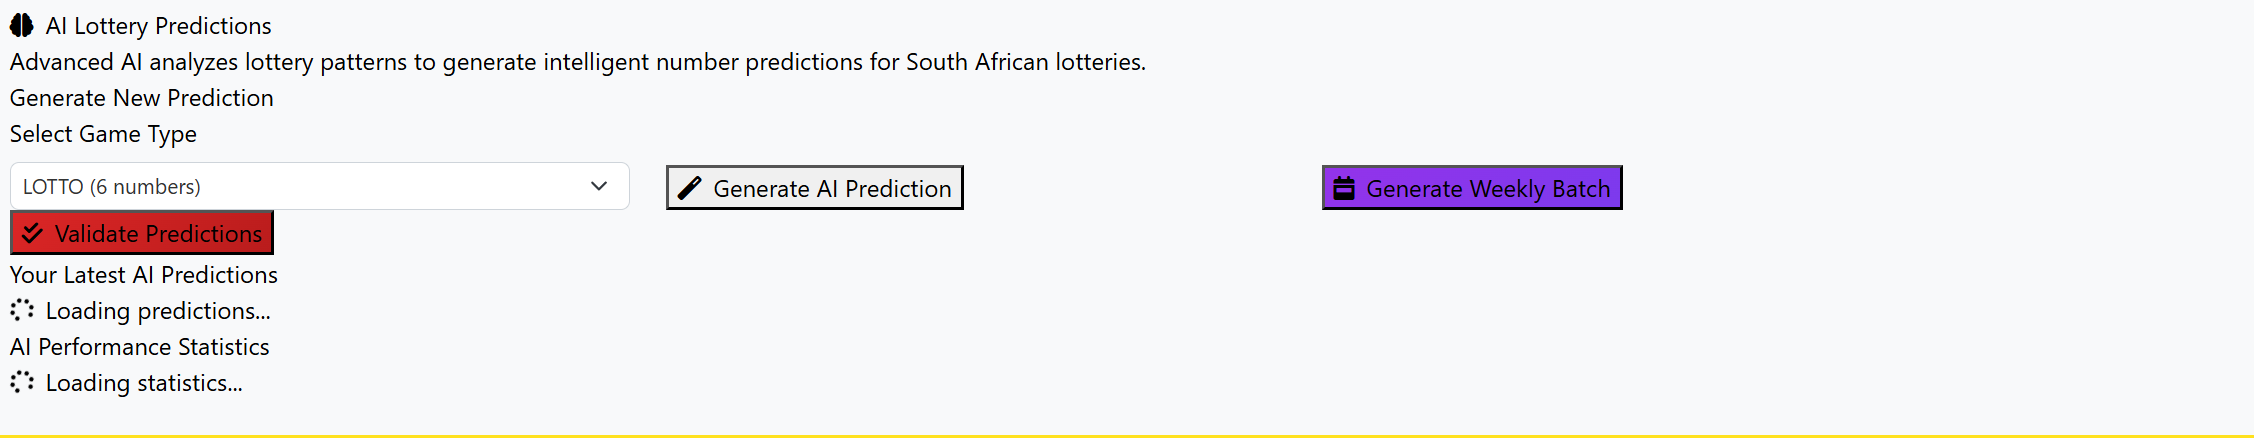 AI Lottery Predictions
Advanced AI analyzes lottery patterns to generate intelligent number predictions for South African lotteries.
Generate New Prediction
Select Game Type
LOTTO (6 numbers) Generate AI Prediction Generate Weekly Batch
Validate Predictions
Your Latest AI Predictions
Loading predictions...
AI Performance Statistics
Loading statistics...